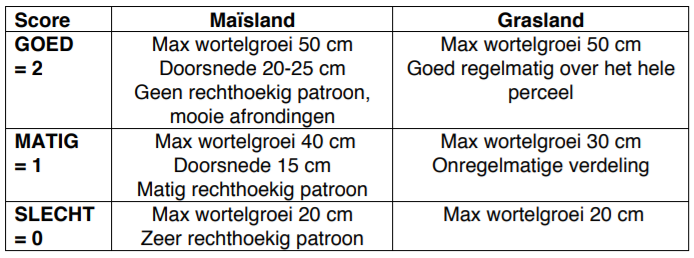 Score Maïsland Grasland
GOED Max wortelgroei 50 cm Max wortelgroei 50 cm
= 2 Doorsnede 20-25 cm Goed regelmatig over het hele
Geen rechthoekig patroon, perceel
mooie afrondingen
MATIG Max wortelgroei 40 cm Max wortelgroei 30 cm
= 1 Doorsnede 15 cm Onregelmatige verdeling
Matig rechthoekig patroon
SLECHT Max wortelgroei 20 cm Max wortelgroei 20 cm
= 0 Zeer rechthoekig patroon